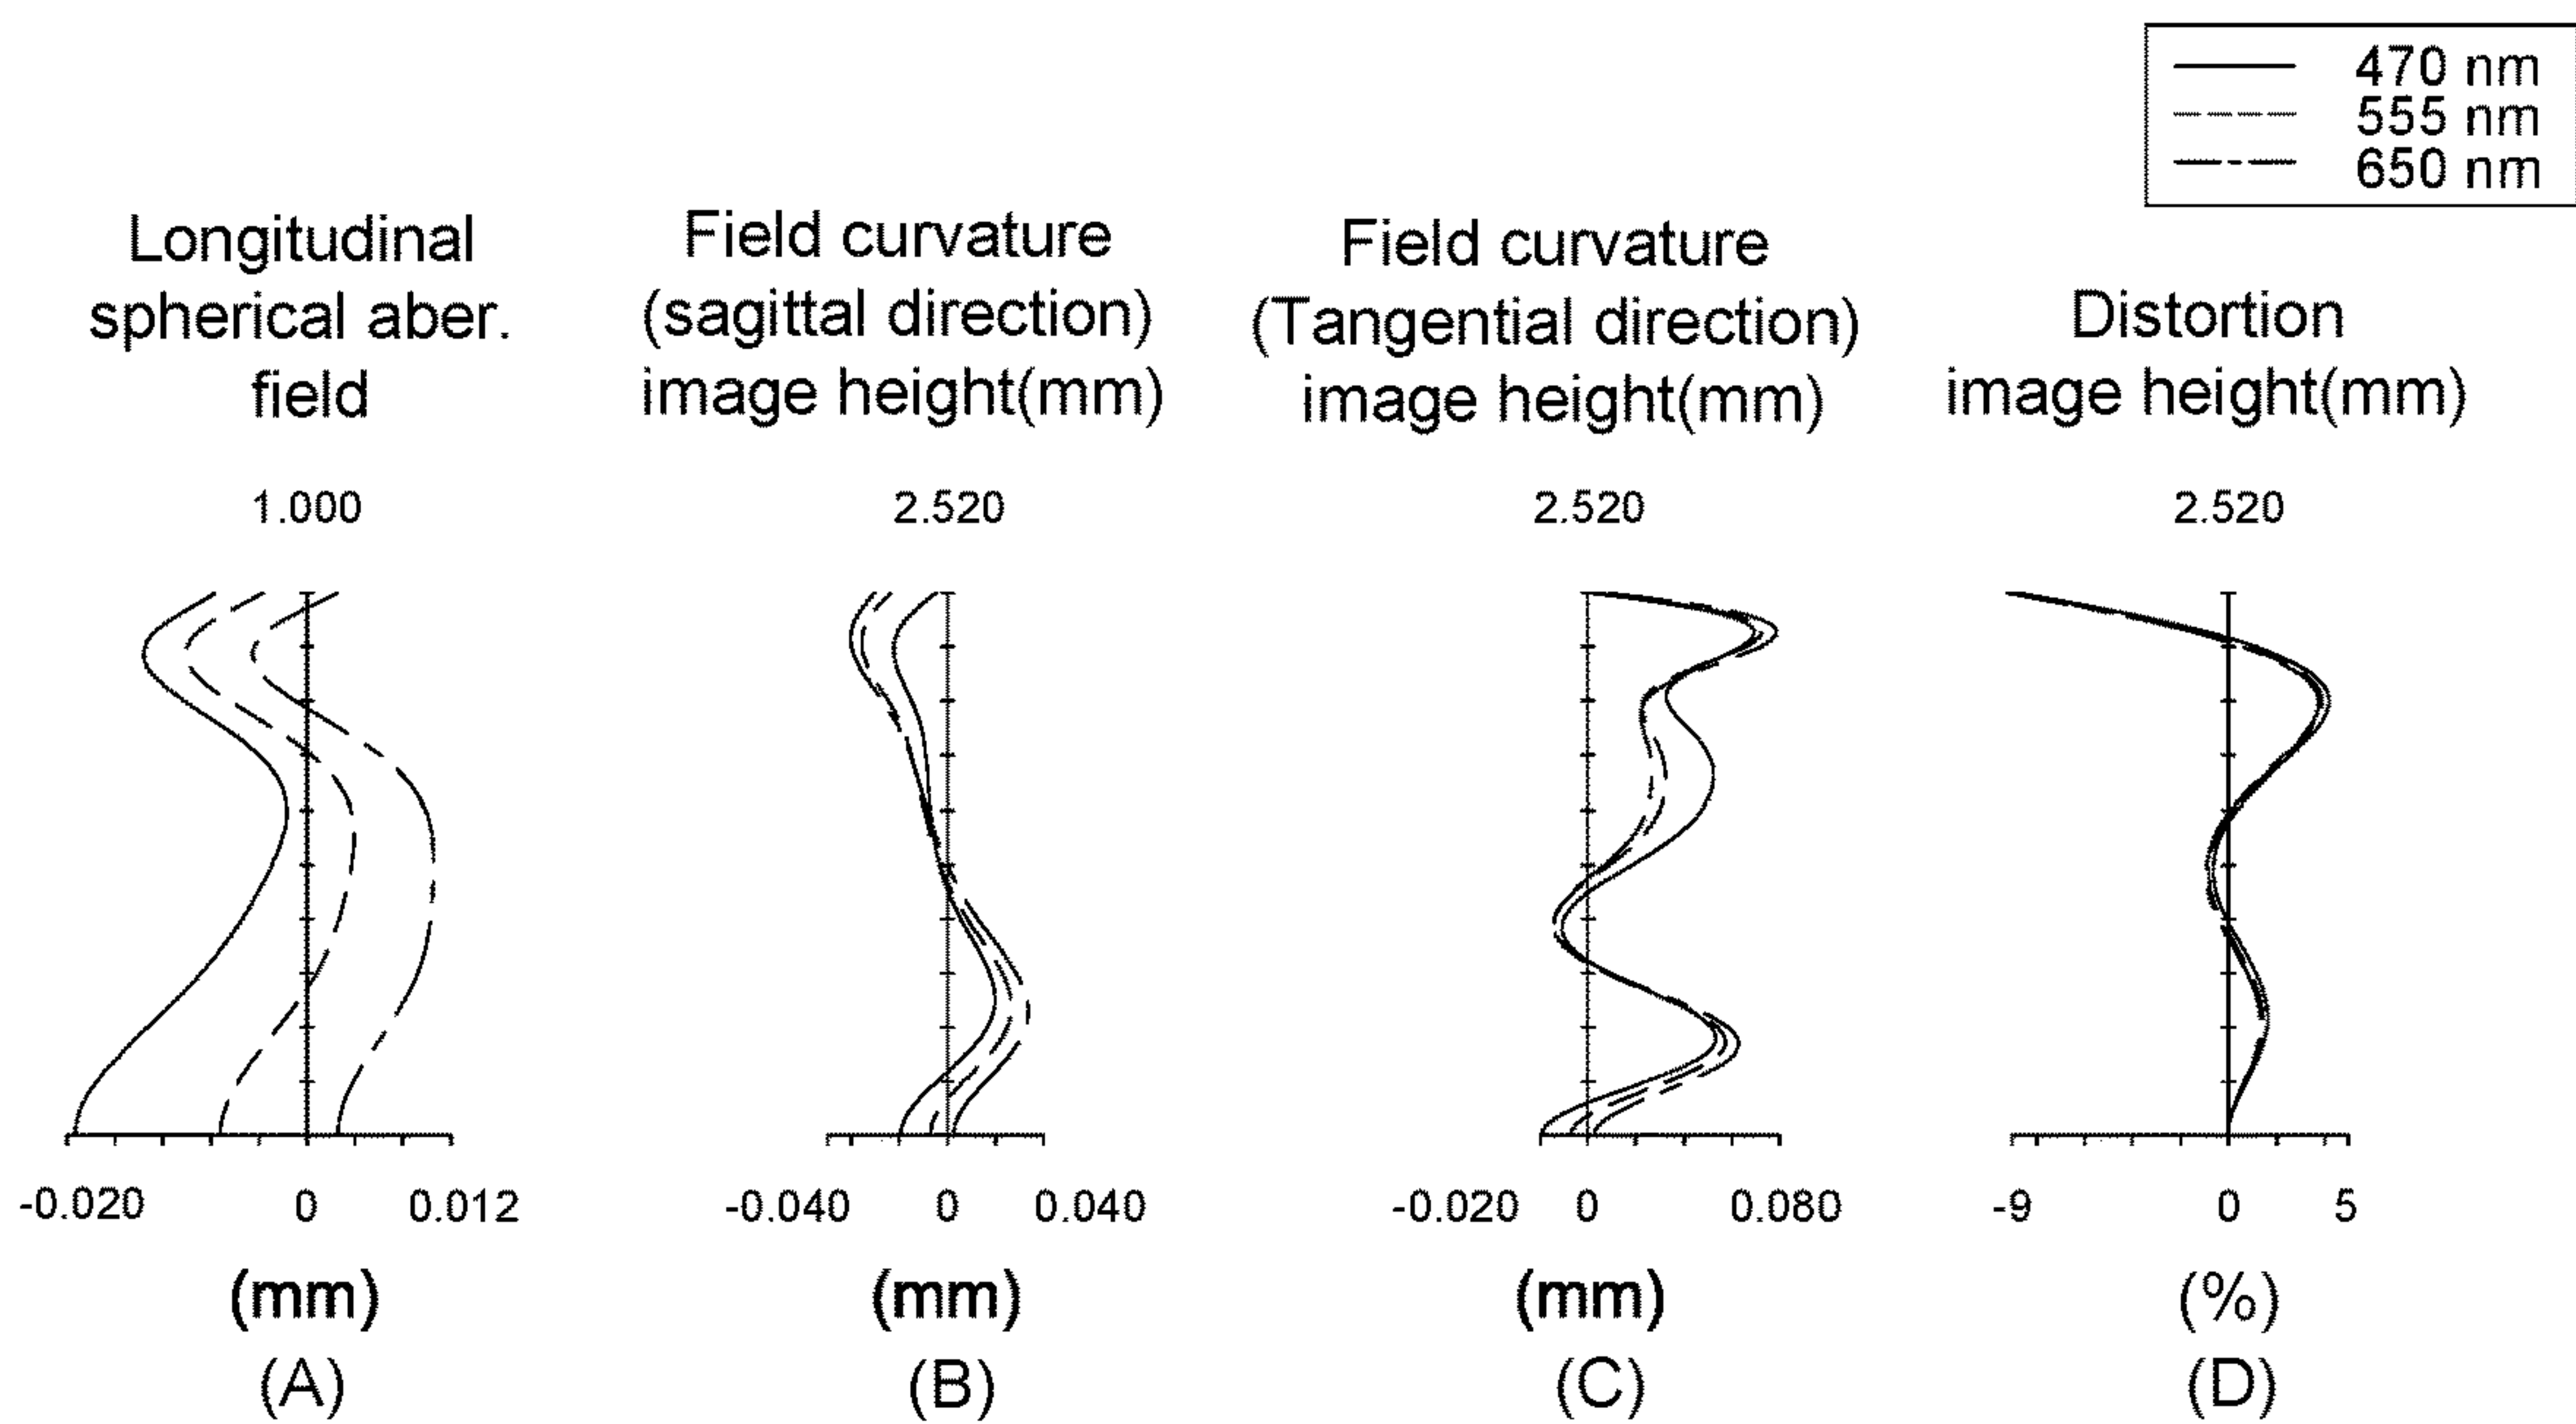 470 nm
555 nm
650 nm
Longitudinal
spherical aber.
field
1.000
-0.020 0 0.012
(mm)
(A)
Field curvature
(sagittal direction)
image height(mm)
2.520
-0.040 0 0.040
(mm)
(B)
Field curvature
(Tangential direction)
image height(mm)
2.520
-0.020 0 0.080
(mm)
(C)
Distortion
image height(mm)
2.520
-9 0 5
(%)
(D)